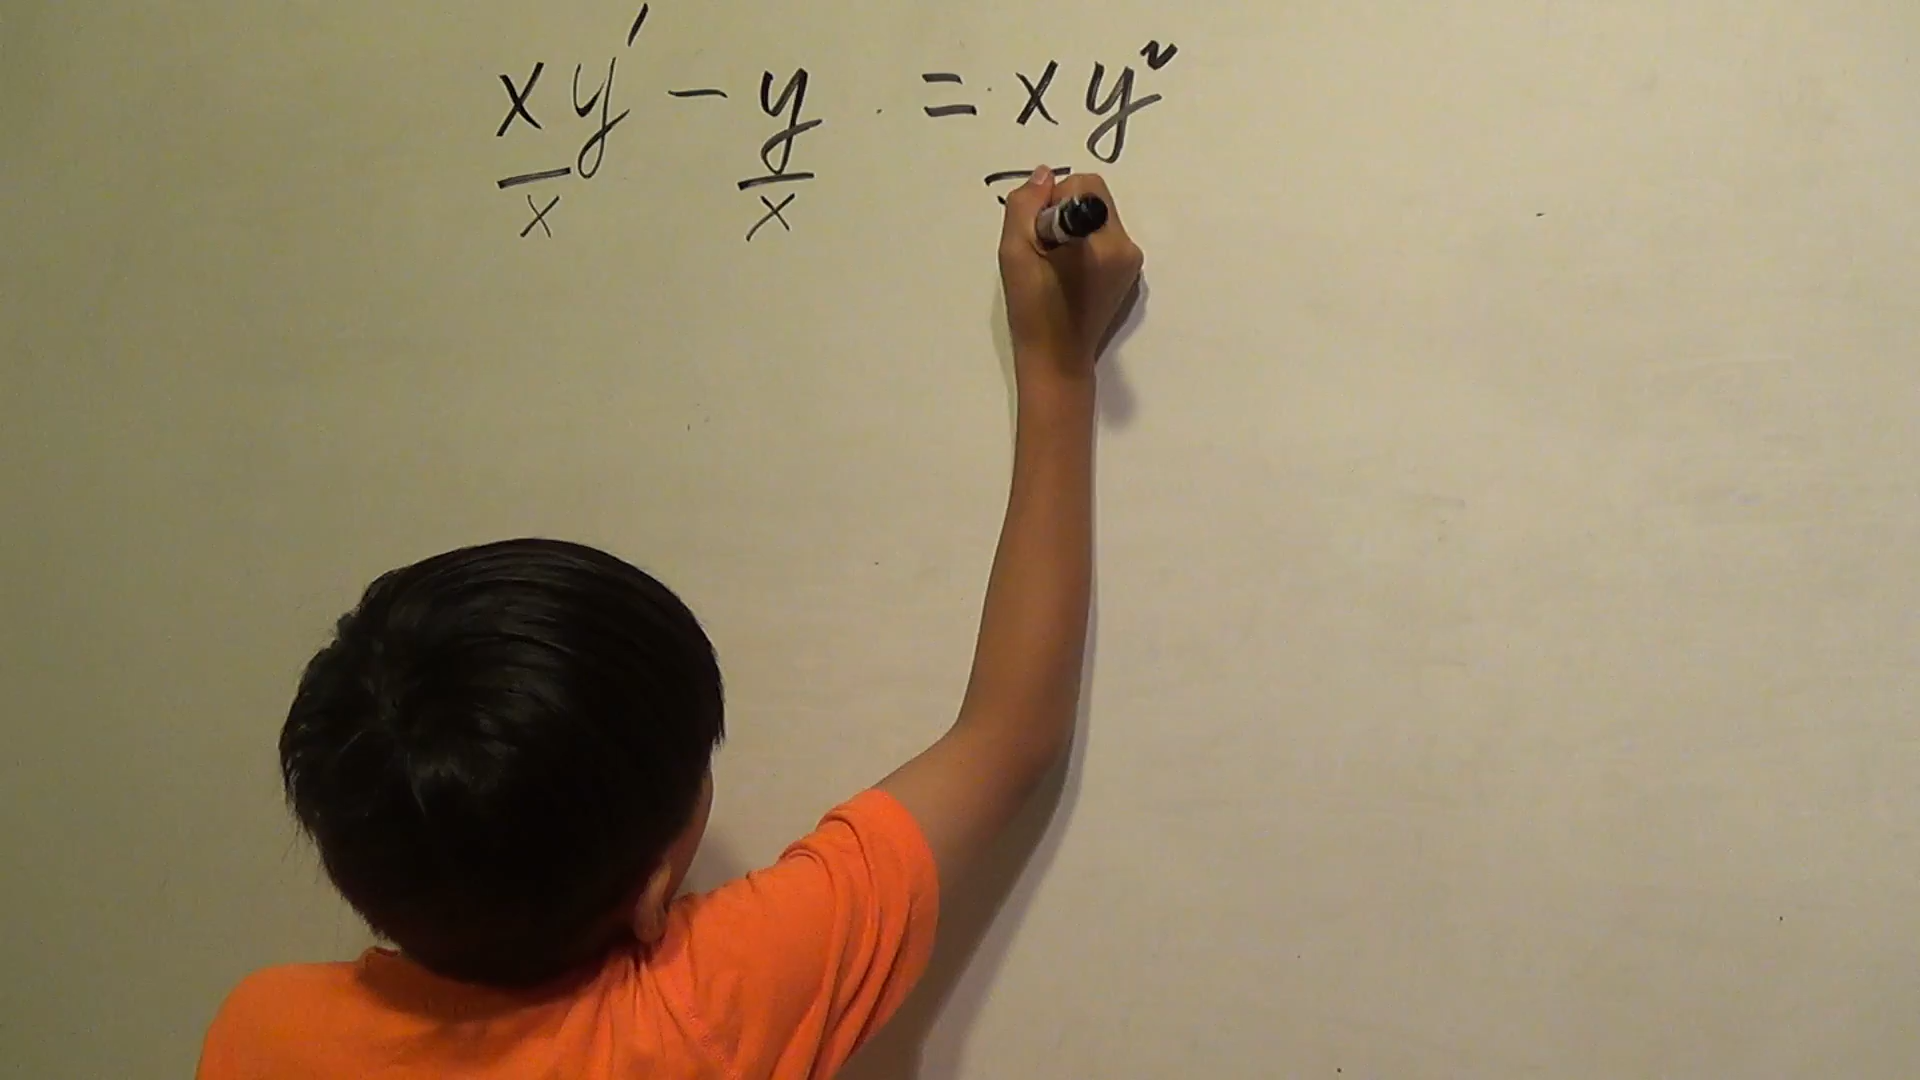 xy' - y = xy²
x x